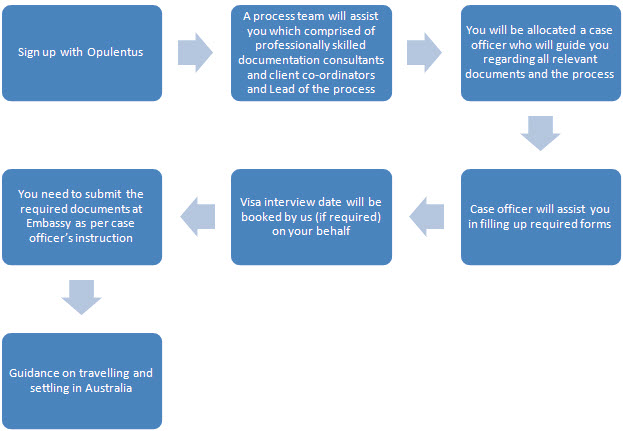 Sign up with Opulentus
A process team will assist
you which comprised of
professionally skilled
documentation consultants
and client co-ordinators
and Lead of the process
You will be allocated a case
officer who will guide you
regarding all relevant
documents and the process
Case officer will assist you
in filling up required forms
Visa interview date will be
booked by us (if required)
on your behalf
You need to submit the
required documents at
Embassy as per case
officer's instruction
Guidance on travelling and
settling in Australia